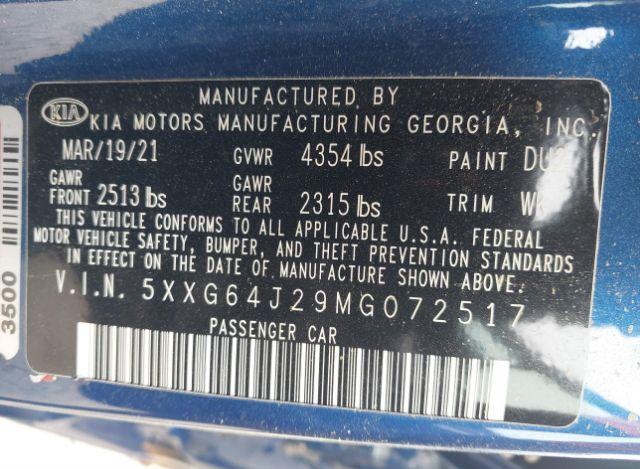 MANUFACTURED BY
KIA KIA MOTORS MANUFACTURING GEORGIA, INC.
MAR/19/21 GVWR 4354 lbs PAINT
GAWR FRONT 2513 lbs GAWR REAR 2315 lbs TRIM
THIS VEHICLE CONFORMS TO ALL APPLICABLE U.S.A. FEDERAL
MOTOR VEHICLE SAFETY, BUMPER, AND THEFT PREVENTION STANDARDS
IN EFFECT ON THE DATE OF MANUFACTURE SHOWN ABOVE.
V.I.N. 5XXG64J29MG072517
PASSENGER CAR
3500